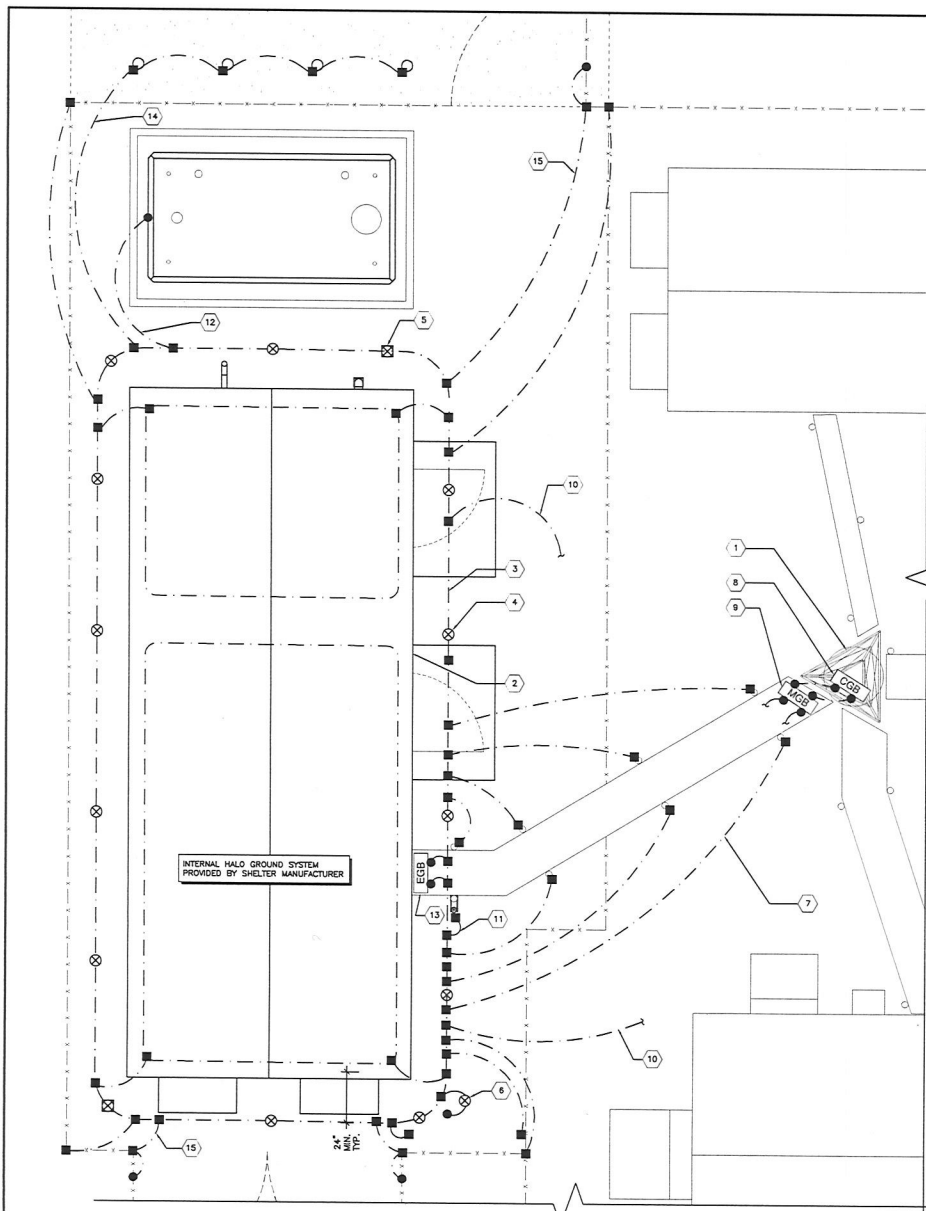 14
15
12
5
10
3
1
8
4
9
2
CGB
MGB
INTERNAL HALO GROUND SYSTEM
PROVIDED BY SHELTER MANUFACTURER
EGB
13
7
11
10
6
24"
MIN.
TYP.
15